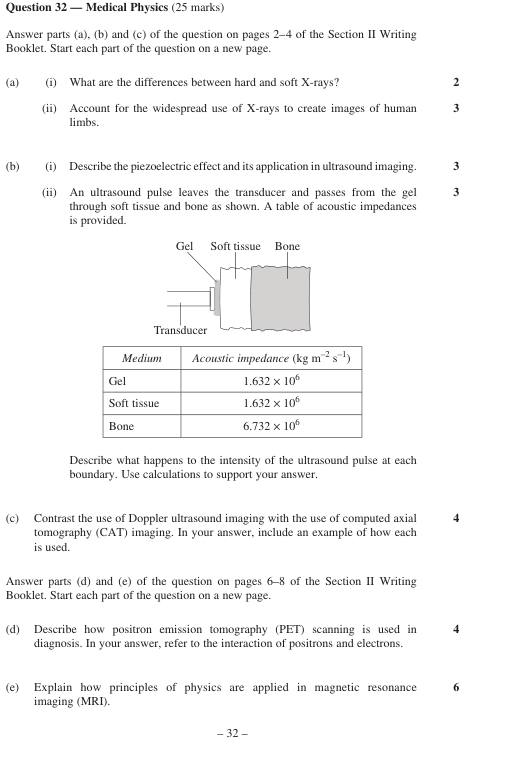 Question 32 — Medical Physics (25 marks)
Answer parts (a), (b) and (c) of the question on pages 2–4 of the Section II Writing
Booklet. Start each part of the question on a new page.
(a) (i) What are the differences between hard and soft X-rays? 2
(ii) Account for the widespread use of X-rays to create images of human 3
limbs.
(b) (i) Describe the piezoelectric effect and its application in ultrasound imaging. 3
(ii) An ultrasound pulse leaves the transducer and passes from the gel 3
through soft tissue and bone as shown. A table of acoustic impedances
is provided.
Gel Soft tissue Bone
Transducer
Medium Acoustic impedance (kg m⁻² s⁻¹)
Gel 1.632 × 10⁶
Soft tissue 1.632 × 10⁶
Bone 6.732 × 10⁶
Describe what happens to the intensity of the ultrasound pulse at each
boundary. Use calculations to support your answer.
(c) Contrast the use of Doppler ultrasound imaging with the use of computed axial 4
tomography (CAT) imaging. In your answer, include an example of how each
is used.
Answer parts (d) and (e) of the question on pages 6–8 of the Section II Writing
Booklet. Start each part of the question on a new page.
(d) Describe how positron emission tomography (PET) scanning is used in 4
diagnosis. In your answer, refer to the interaction of positrons and electrons.
(e) Explain how principles of physics are applied in magnetic resonance 6
imaging (MRI).
– 32 –